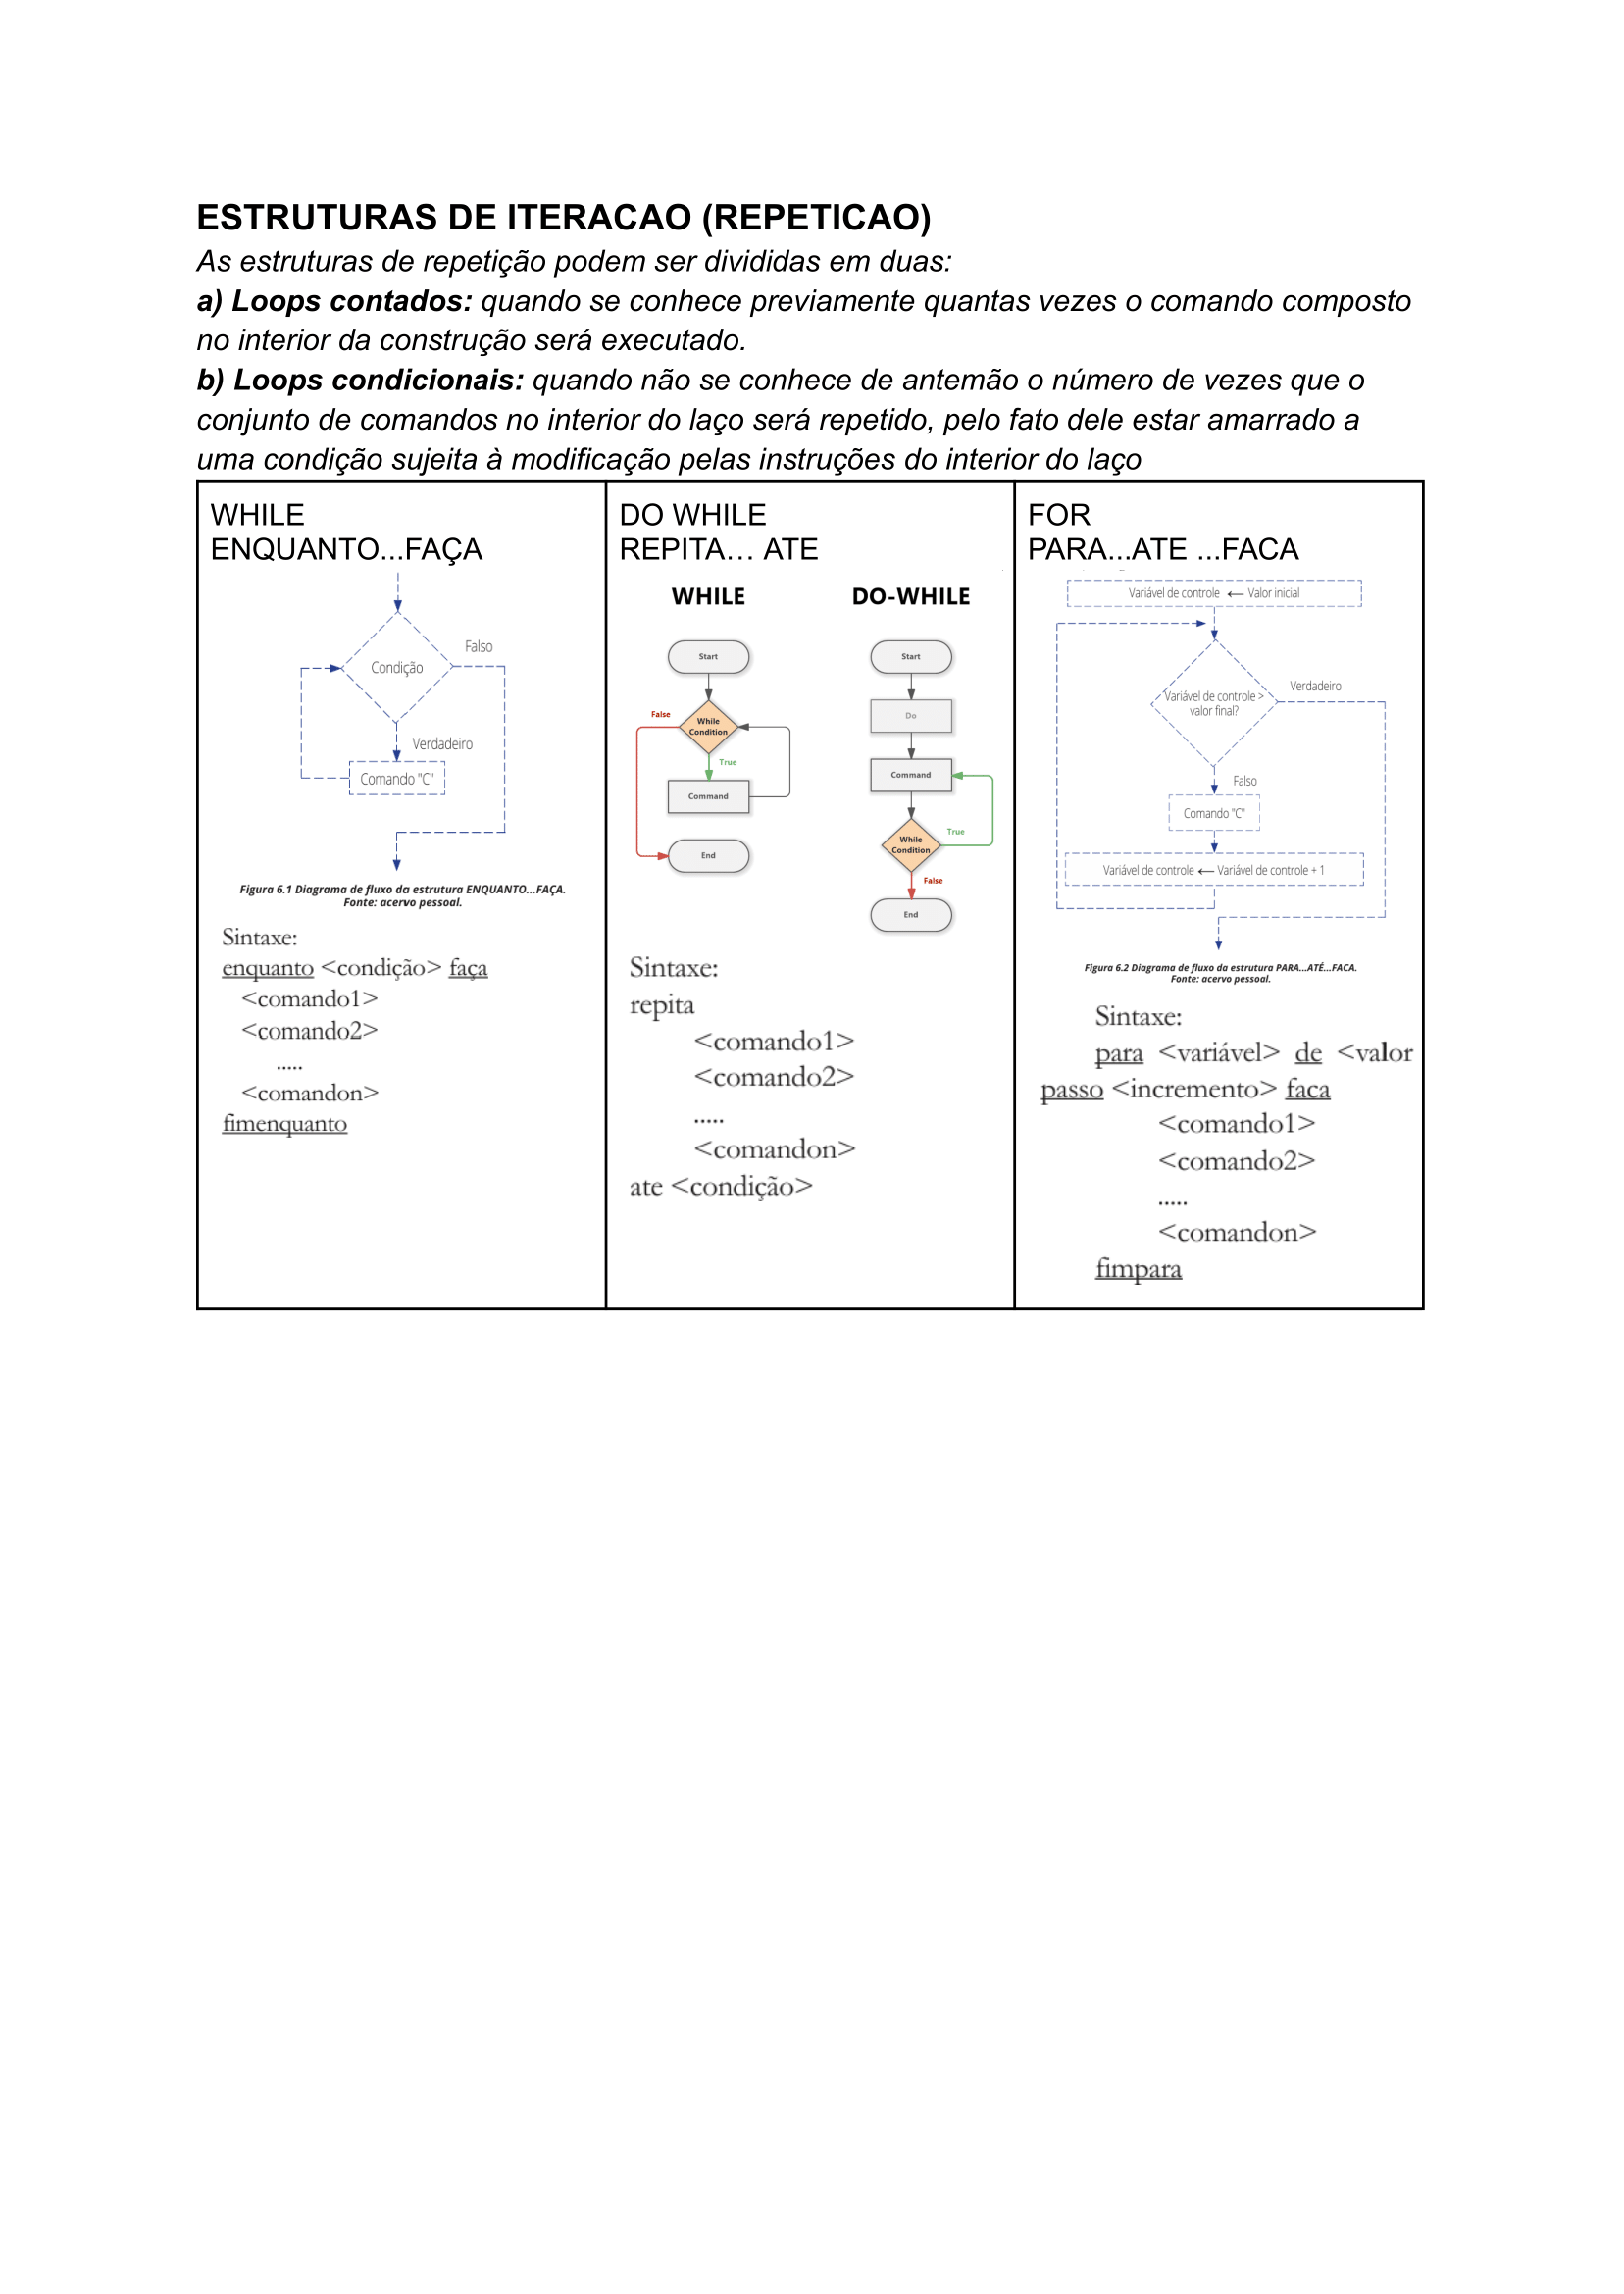 ESTRUTURAS DE ITERACAO (REPETICAO)
As estruturas de repetição podem ser divididas em duas:
a) Loops contados: quando se conhece previamente quantas vezes o comando composto
no interior da construção será executado.
b) Loops condicionais: quando não se conhece de antemão o número de vezes que o
conjunto de comandos no interior do laço será repetido, pelo fato dele estar amarrado a
uma condição sujeita à modificação pelas instruções do interior do laço
WHILE
ENQUANTO...FAÇA
Condição
Falso
Verdadeiro
Comando "C"
Figura 6.1 Diagrama de fluxo da estrutura ENQUANTO...FAÇA.
Fonte: acervo pessoal.
Sintaxe:
enquanto <condição> faça
<comando1>
<comando2>
.....
<comandon>
fimenquanto
DO WHILE
REPITA... ATE
WHILE
Start
False
While
Condition
True
Command
End
DO-WHILE
Start
Do
Command
While
Condition
True
False
End
Sintaxe:
repita
<comando1>
<comando2>
.....
<comandon>
ate <condição>
FOR
PARA...ATE ...FACA
Variável de controle ← Valor inicial
Variável de controle >
valor final?
Verdadeiro
Falso
Comando "C"
Variável de controle ← Variável de controle + 1
Figura 6.2 Diagrama de fluxo da estrutura PARA...ATÉ...FACA.
Fonte: acervo pessoal.
Sintaxe:
para <variável> de <valor
passo <incremento> faca
<comando1>
<comando2>
.....
<comandon>
fimpara